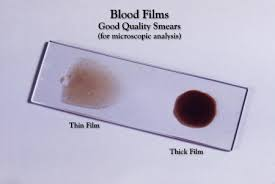 Blood Films
Good Quality Smears
(for microscopic analysis)
Thin Film
Thick Film